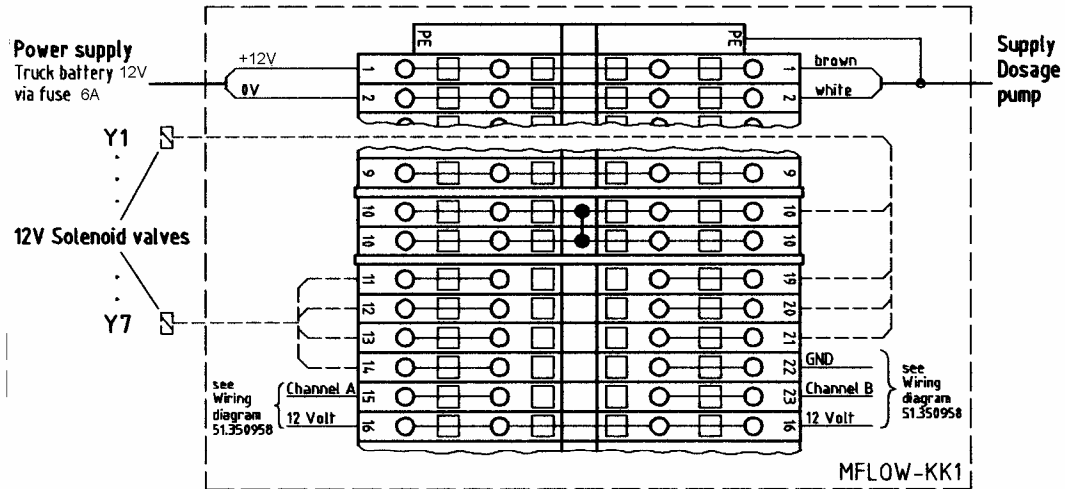 PE
PE
Power supply
Truck battery 12V
via fuse 6A
+12V
0V
1
2
1
2
brown
white
Supply
Dosage
pump
Y1
9
9
10
10
10
10
12V Solenoid valves
11
19
12
20
13
21
Y7
14
22
GND
see
Wiring
diagram
51.350958
Channel A
15
23
Channel B
12 Volt
16
16
12 Volt
see
Wiring
diagram
51.350958
MFLOW-KK1